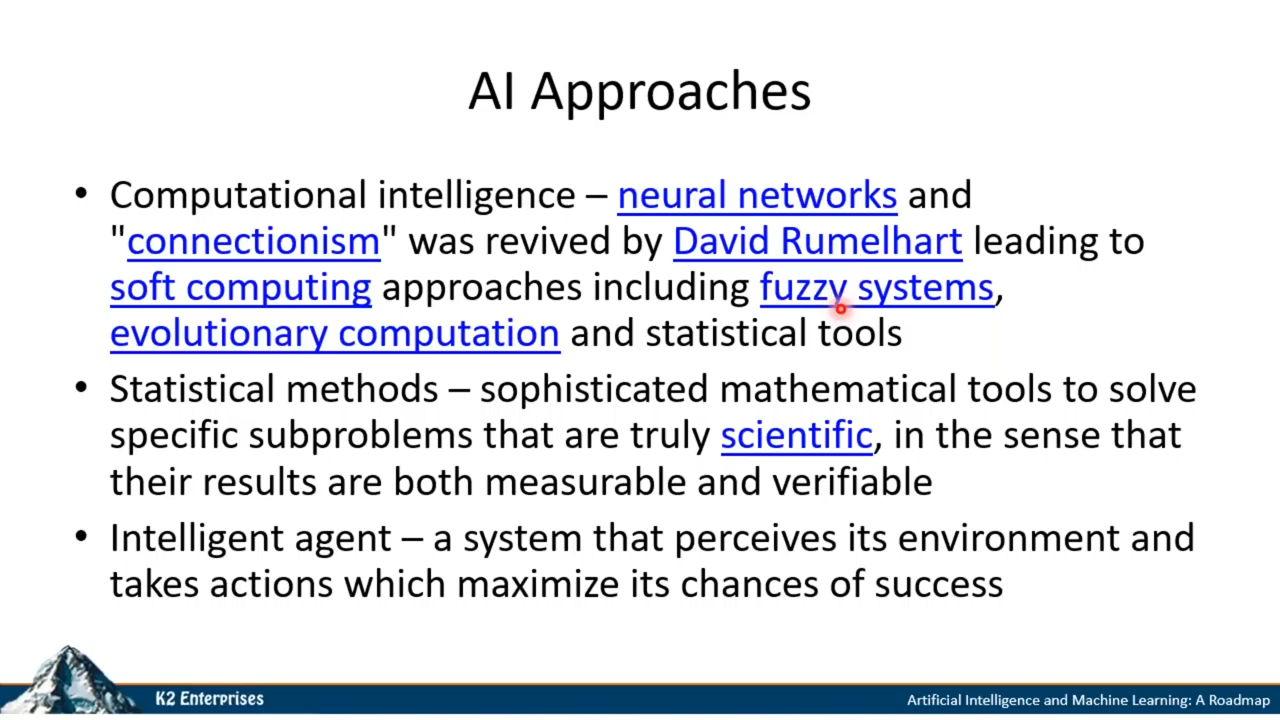 AI Approaches
• Computational intelligence – neural networks and
"connectionism" was revived by David Rumelhart leading to
soft computing approaches including fuzzy systems,
evolutionary computation and statistical tools
• Statistical methods – sophisticated mathematical tools to solve
specific subproblems that are truly scientific, in the sense that
their results are both measurable and verifiable
• Intelligent agent – a system that perceives its environment and
takes actions which maximize its chances of success
K2 Enterprises
Artificial Intelligence and Machine Learning: A Roadmap